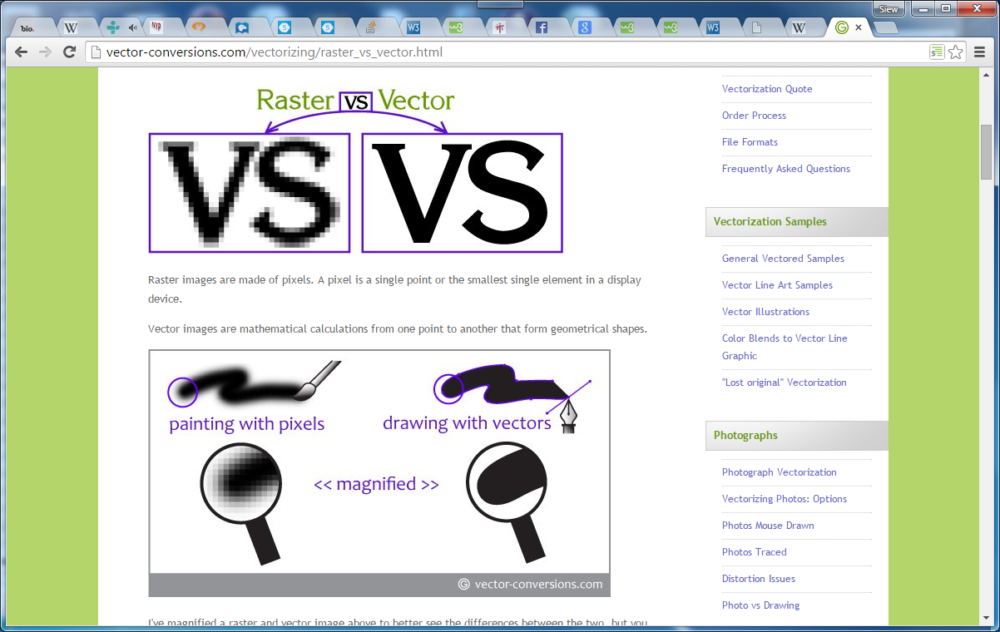 Siew
bio.
W
NYP
5
5
W3
W3
f
g
W3
W3
W3
W
G
vector-conversions.com/vectorizing/raster_vs_vector.html
Raster vs Vector
VS
VS
Raster images are made of pixels. A pixel is a single point or the smallest single element in a display
device.
Vector images are mathematical calculations from one point to another that form geometrical shapes.
painting with pixels
drawing with vectors
<< magnified >>
G vector-conversions.com
I've magnified a raster and vector image above to better see the differences between the two, but you
Vectorization Quote
Order Process
File Formats
Frequently Asked Questions
Vectorization Samples
General Vectored Samples
Vector Line Art Samples
Vector Illustrations
Color Blends to Vector Line
Graphic
"Lost original" Vectorization
Photographs
Photograph Vectorization
Vectorizing Photos: Options
Photos Mouse Drawn
Photos Traced
Distortion Issues
Photo vs Drawing